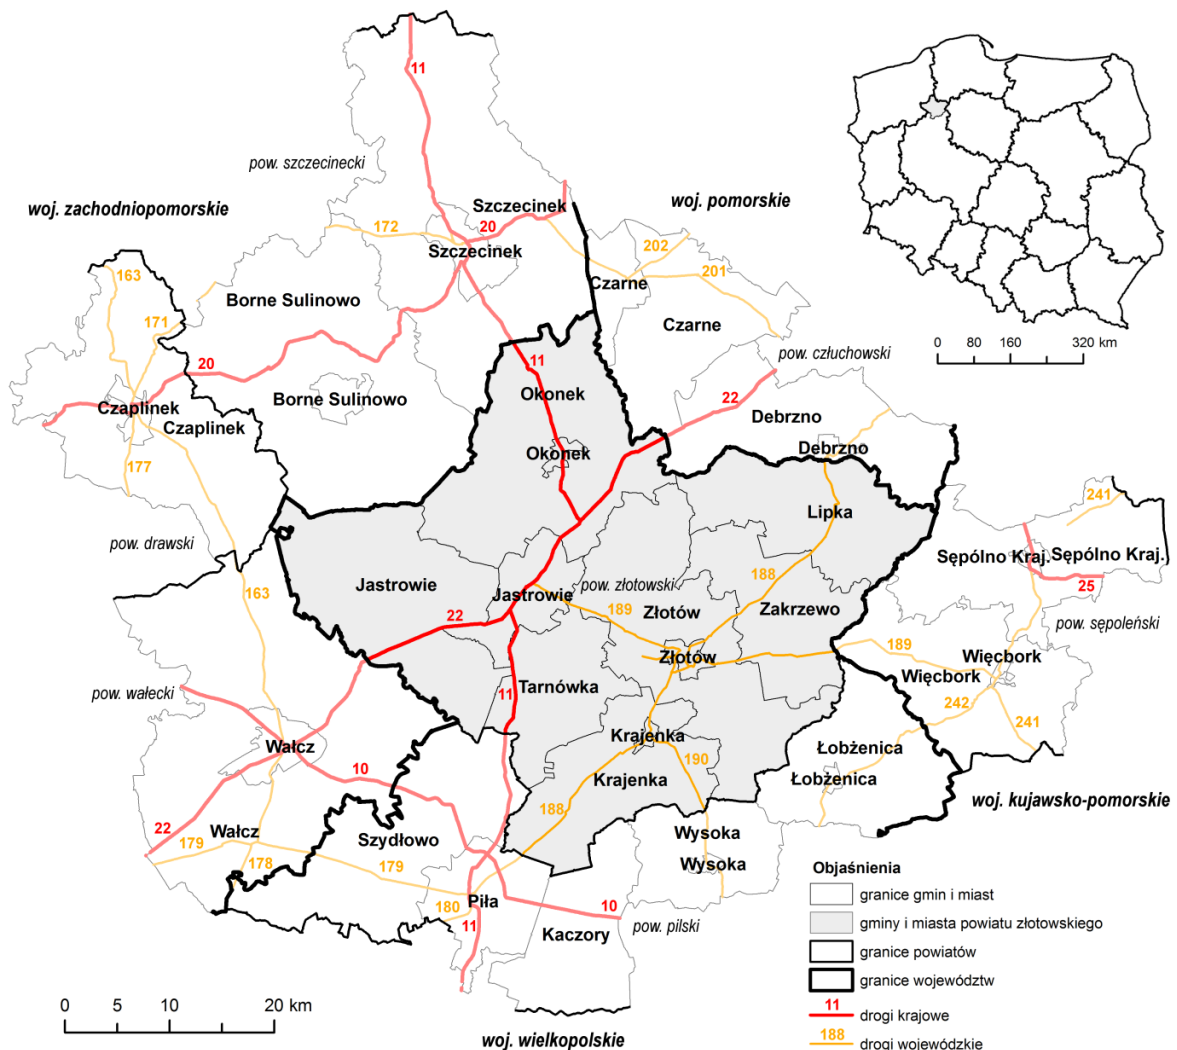 11
pow. szczecinecki
woj. zachodniopomorskie
Szczecinek
woj. pomorskie
172
20
202
Szczecinek
163
201
Czarne
Borne Sulinowo
171
Czarne
0 80 160 320 km
20
11
pow. człuchowski
22
Okonek
Borne Sulinowo
Czaplinek
Debrzno
Czaplinek
Debrzno
Okonek
177
241
Lipka
pow. drawski
Sępólno Kraj.
Sępólno Kraj.
Jastrowie
pow. złotowski
188
163
Jastrowie
25
189
Złotów
Zakrzewo
22
pow. sępoleński
189
Złotów
Więcbork
Więcbork
pow. wałecki
Tarnówka
11
242
241
Krajenka
Wałcz
Łobżenica
190
10
Krajenka
Łobżenica
woj. kujawsko-pomorskie
188
22
Wałcz
Szydłowo
Wysoka
179
178
179
Wysoka
Objaśnienia
granice gmin i miast
180
Piła
10
11
pow. pilski
gminy i miasta powiatu złotowskiego
Kaczory
granice powiatów
granice województw
0 5 10 20 km
11
drogi krajowe
woj. wielkopolskie
188
drogi wojewódzkie